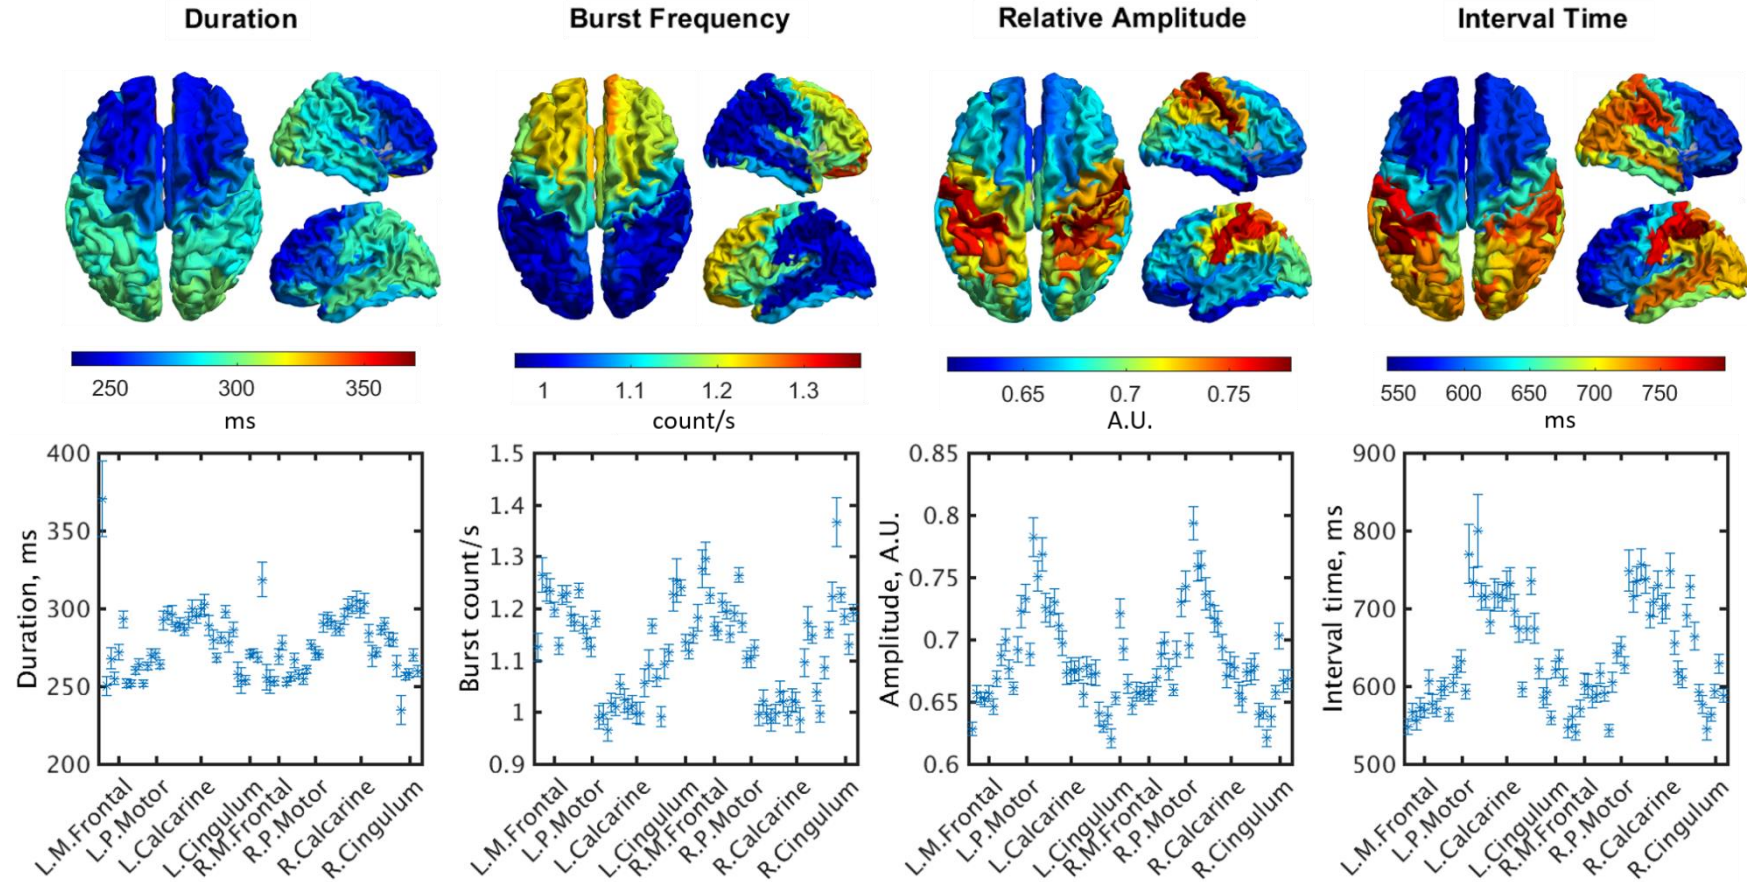 Duration
Burst Frequency
Relative Amplitude
Interval Time
250 300 350
ms
1 1.1 1.2 1.3
count/s
0.65 0.7 0.75
A.U.
550 600 650 700 750
ms
Duration, ms
400
350
300
250
200
L.M.Frontal
L.P.Motor
L.Calcarine
L.Cingulum
R.M.Frontal
R.P.Motor
R.Calcarine
R.Cingulum
Burst count/s
1.5
1.4
1.3
1.2
1.1
1
0.9
L.M.Frontal
L.P.Motor
L.Calcarine
L.Cingulum
R.M.Frontal
R.P.Motor
R.Calcarine
R.Cingulum
Amplitude, A.U.
0.85
0.8
0.75
0.7
0.65
0.6
L.M.Frontal
L.P.Motor
L.Calcarine
L.Cingulum
R.M.Frontal
R.P.Motor
R.Calcarine
R.Cingulum
Interval time, ms
900
800
700
600
500
L.M.Frontal
L.P.Motor
L.Calcarine
L.Cingulum
R.M.Frontal
R.P.Motor
R.Calcarine
R.Cingulum